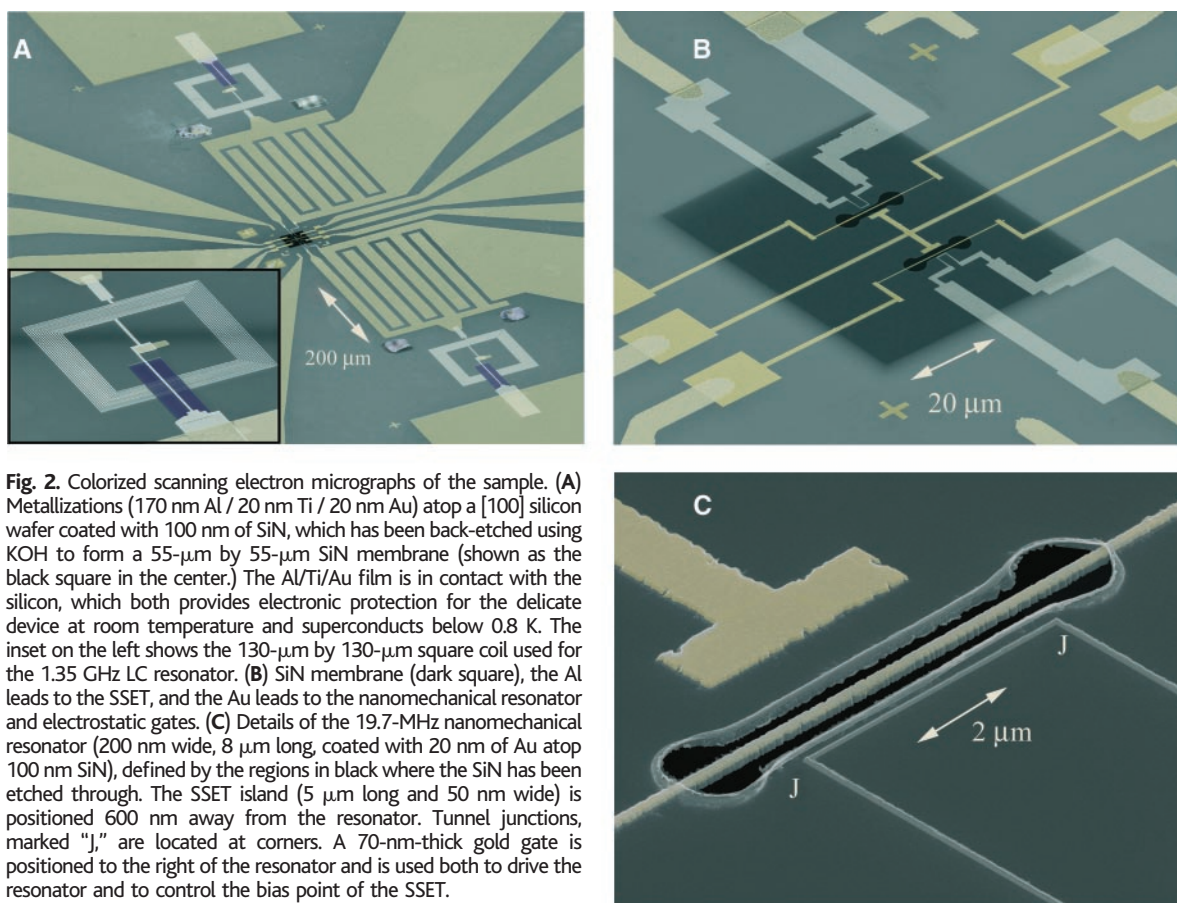 A
200 μm
B
20 μm
Fig. 2. Colorized scanning electron micrographs of the sample. (A)
Metallizations (170 nm Al / 20 nm Ti / 20 nm Au) atop a [100] silicon
wafer coated with 100 nm of SiN, which has been back-etched using
KOH to form a 55-μm by 55-μm SiN membrane (shown as the
black square in the center.) The Al/Ti/Au film is in contact with the
silicon, which both provides electronic protection for the delicate
device at room temperature and superconducts below 0.8 K. The
inset on the left shows the 130-μm by 130-μm square coil used for
the 1.35 GHz LC resonator. (B) SiN membrane (dark square), the Al
leads to the SSET, and the Au leads to the nanomechanical resonator
and electrostatic gates. (C) Details of the 19.7-MHz nanomechanical
resonator (200 nm wide, 8 μm long, coated with 20 nm of Au atop
100 nm SiN), defined by the regions in black where the SiN has been
etched through. The SSET island (5 μm long and 50 nm wide) is
positioned 600 nm away from the resonator. Tunnel junctions,
marked "J," are located at corners. A 70-nm-thick gold gate is
positioned to the right of the resonator and is used both to drive the
resonator and to control the bias point of the SSET.
C
J
2 μm
J